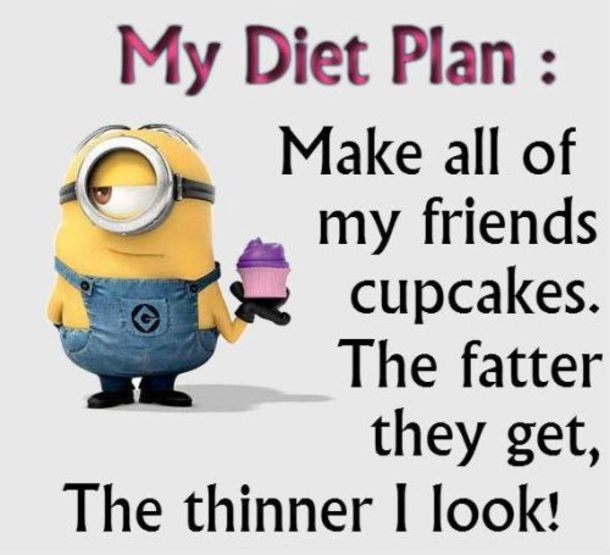 My Diet Plan :
Make all of
my friends
cupcakes.
The fatter
they get,
The thinner I look!